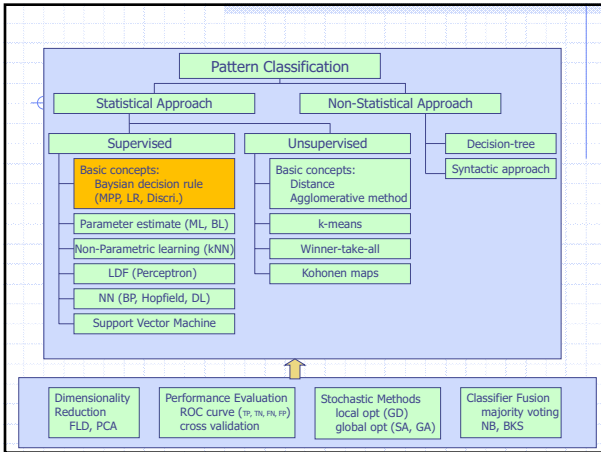 Pattern Classification
Statistical Approach
Non-Statistical Approach
Supervised
Unsupervised
Decision-tree
Syntactic approach
Basic concepts:
Baysian decision rule
(MPP, LR, Discri.)
Parameter estimate (ML, BL)
Non-Parametric learning (kNN)
LDF (Perceptron)
NN (BP, Hopfield, DL)
Support Vector Machine
Basic concepts:
Distance
Agglomerative method
k-means
Winner-take-all
Kohonen maps
Dimensionality
Reduction
FLD, PCA
Performance Evaluation
ROC curve (TP, TN, FN, FP)
cross validation
Stochastic Methods
local opt (GD)
global opt (SA, GA)
Classifier Fusion
majority voting
NB, BKS